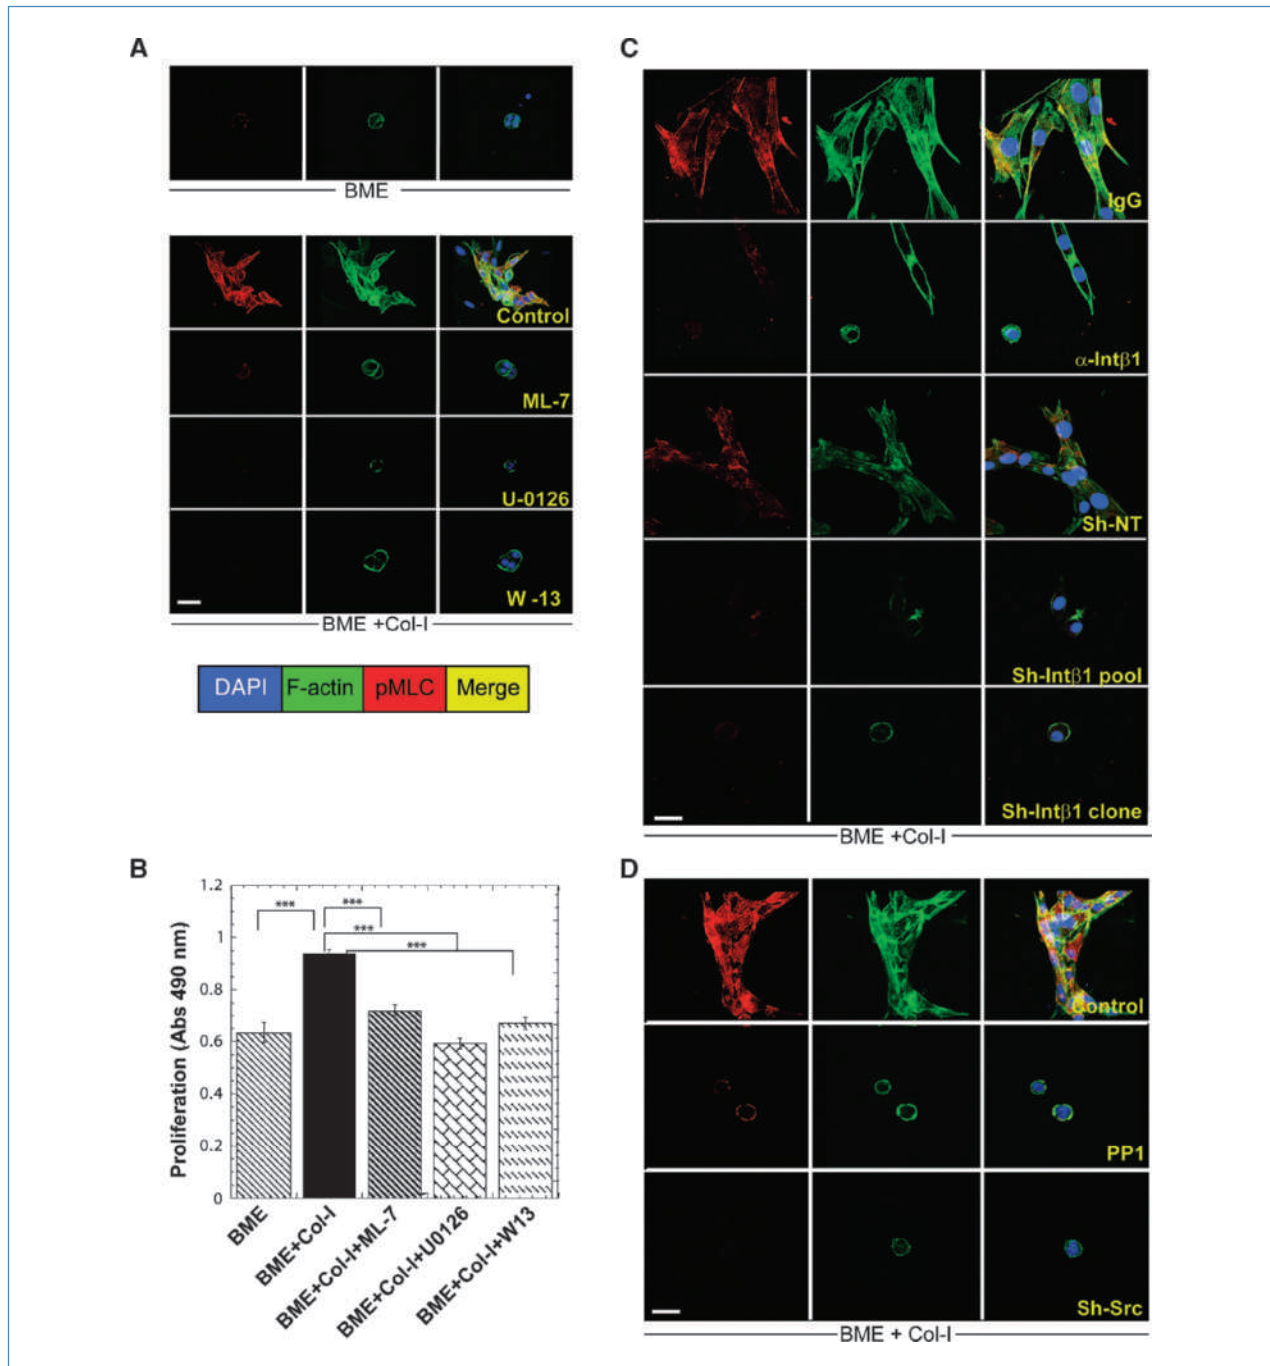 A
BME
Control
ML-7
U-0126
W -13
BME +Col-I
DAPI F-actin pMLC Merge
B
1.2
1
0.8
0.6
0.4
0.2
0
Proliferation (Abs 490 nm)
***
***
***
***
BME
BME+Col-I
BME+Col-I+ML-7
BME+Col-I+U0126
BME+Col-I+W13
C
IgG
α-Intβ1
Sh-NT
Sh-Intβ1 pool
Sh-Intβ1 clone
BME +Col-I
D
Control
PP1
Sh-Src
BME + Col-I